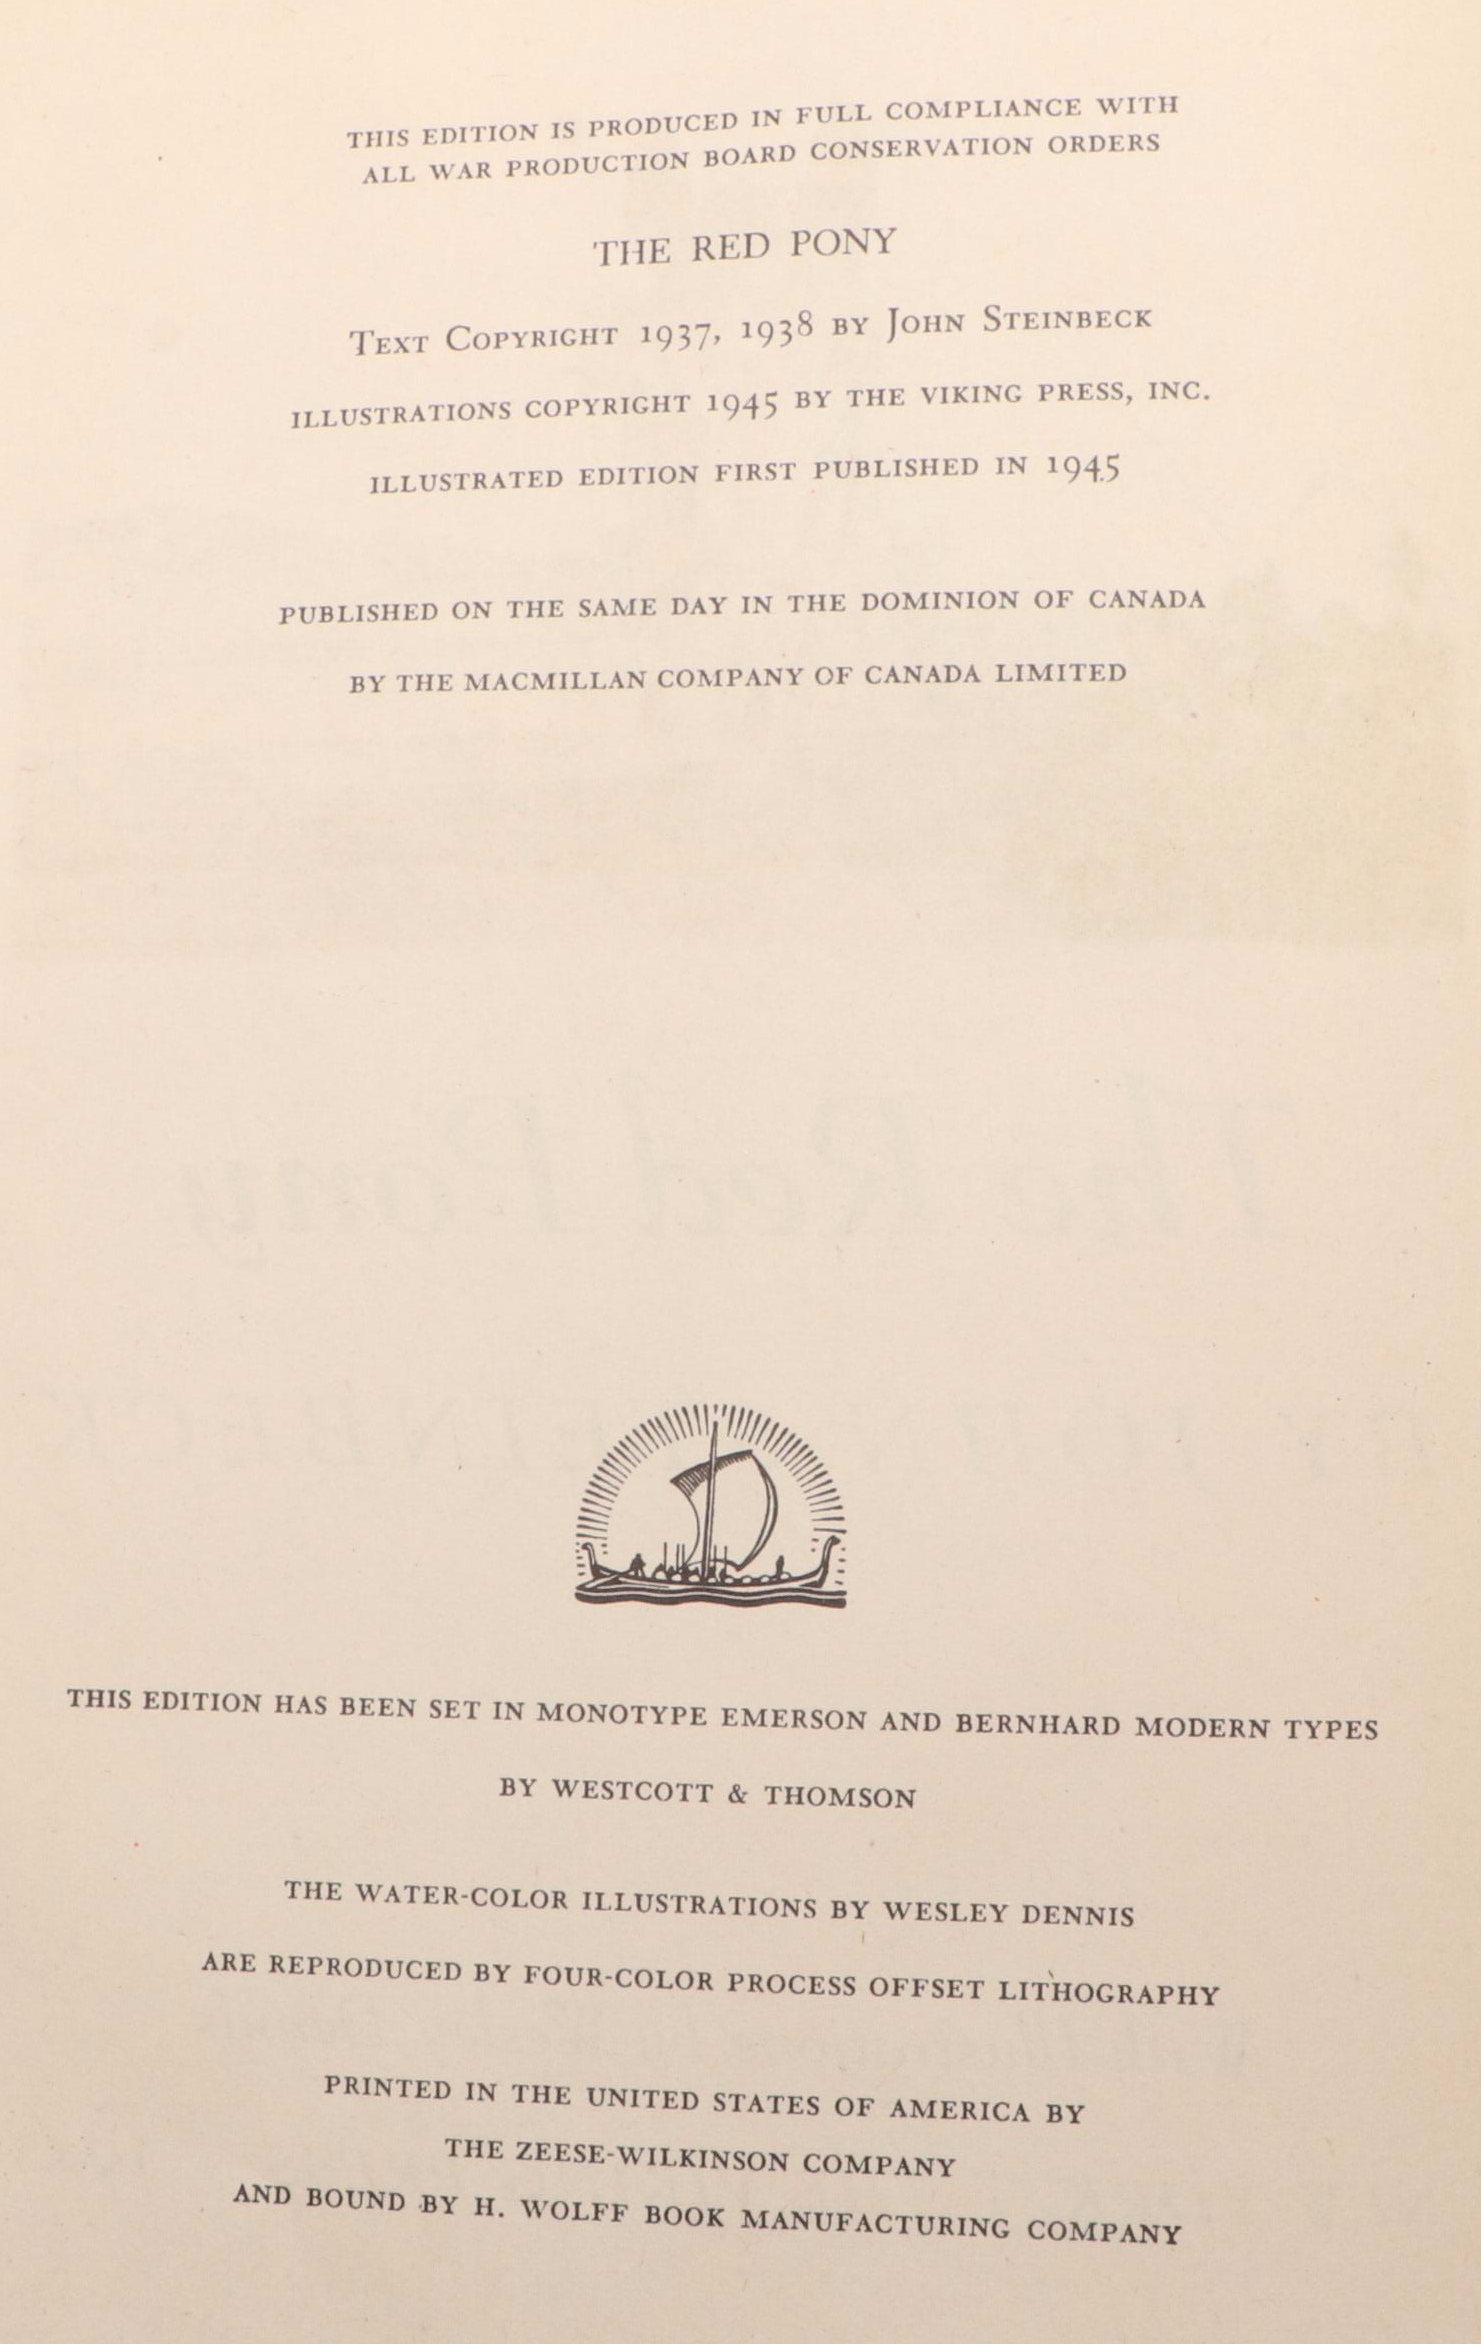 THIS EDITION IS PRODUCED IN FULL COMPLIANCE WITH
ALL WAR PRODUCTION BOARD CONSERVATION ORDERS
THE RED PONY
TEXT COPYRIGHT 1937, 1938 BY JOHN STEINBECK
ILLUSTRATIONS COPYRIGHT 1945 BY THE VIKING PRESS, INC.
ILLUSTRATED EDITION FIRST PUBLISHED IN 1945
PUBLISHED ON THE SAME DAY IN THE DOMINION OF CANADA
BY THE MACMILLAN COMPANY OF CANADA LIMITED
THIS EDITION HAS BEEN SET IN MONOTYPE EMERSON AND BERNHARD MODERN TYPES
BY WESTCOTT & THOMSON
THE WATER-COLOR ILLUSTRATIONS BY WESLEY DENNIS
ARE REPRODUCED BY FOUR-COLOR PROCESS OFFSET LITHOGRAPHY
PRINTED IN THE UNITED STATES OF AMERICA BY
THE ZEESE-WILKINSON COMPANY
AND BOUND BY H. WOLFF BOOK MANUFACTURING COMPANY